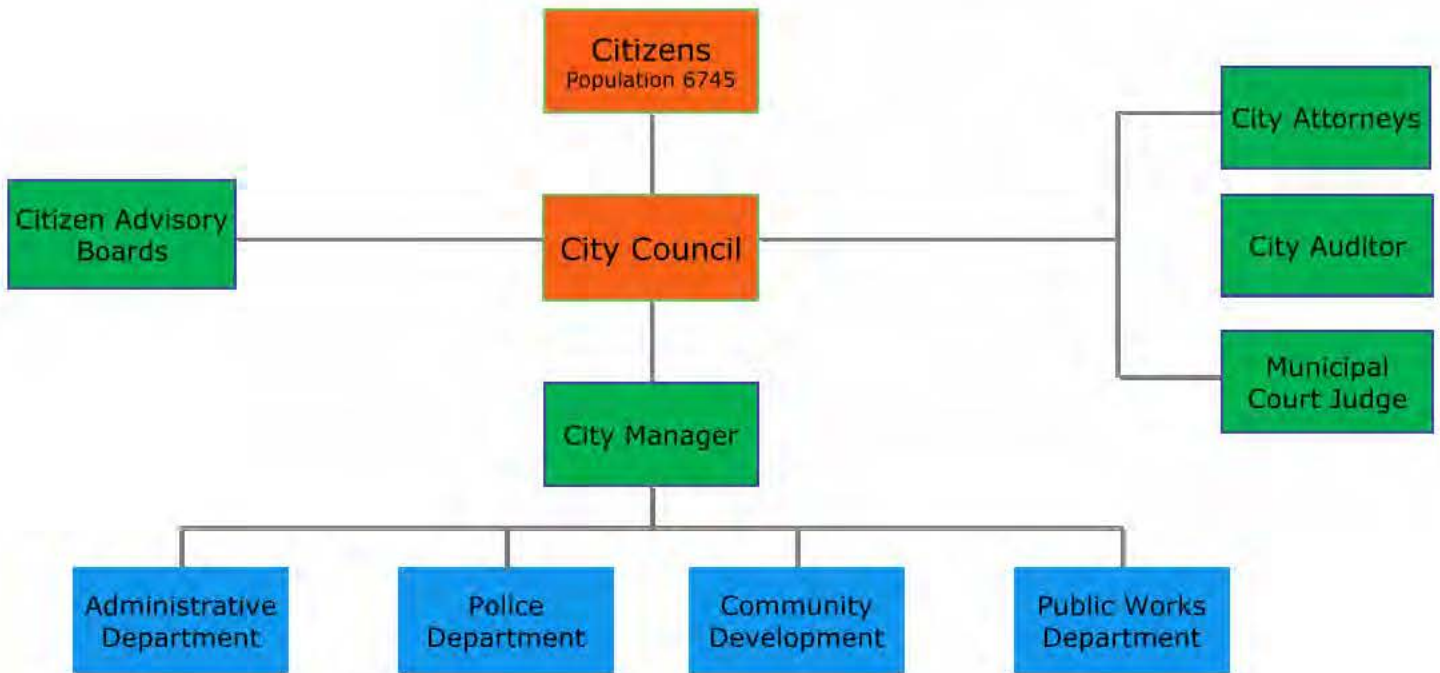 Citizens
Population 6745
City Attorneys
Citizen Advisory
Boards
City Council
City Auditor
Municipal
Court Judge
City Manager
Administrative
Department
Police
Department
Community
Development
Public Works
Department